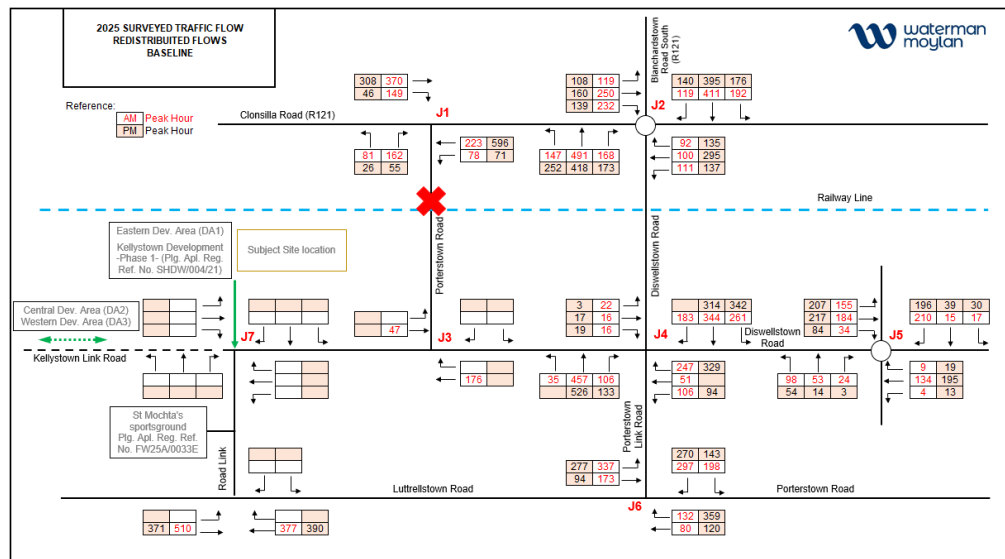 2025 SURVEYED TRAFFIC FLOW
REDISTRIBUITED FLOWS
BASELINE
waterman
moylan
Reference:
AM Peak Hour
PM Peak Hour
Blanchardstown
Road South
(R121)
308 370
46 149
J1
108 119
160 250
139 232
J2
140 395 176
119 411 192
Clonsilla Road (R121)
81 162
26 55
223 596
78 71
147 491 168
252 418 173
92 135
100 295
111 137
Railway Line
Eastern Dev. Area (DA1)
Kellystown Development
-Phase 1- (Plg. Apl. Reg.
Ref. No. SHDW/004/21)
Subject Site location
Porterstown Road
Diswellstown Road
Central Dev. Area (DA2)
Western Dev. Area (DA3)
J7
47
J3
3 22
17 16
19 16
J4
314 342
183 344 261
Diswellstown
Road
207 155
217 184
84 34
J5
196 39 30
210 15 17
Kellystown Link Road
176
35 457 106
526 133
247 329
51
106 94
98 53 24
54 14 3
9 19
134 195
4 13
St Mochta's
sportsground
Plg. Apl. Reg. Ref.
No. FW25A/0033E
Road Link
Porterstown
Link Road
277 337
94 173
270 143
297 198
Luttrellstown Road
J6
Porterstown Road
371 510
377 390
132 359
80 120